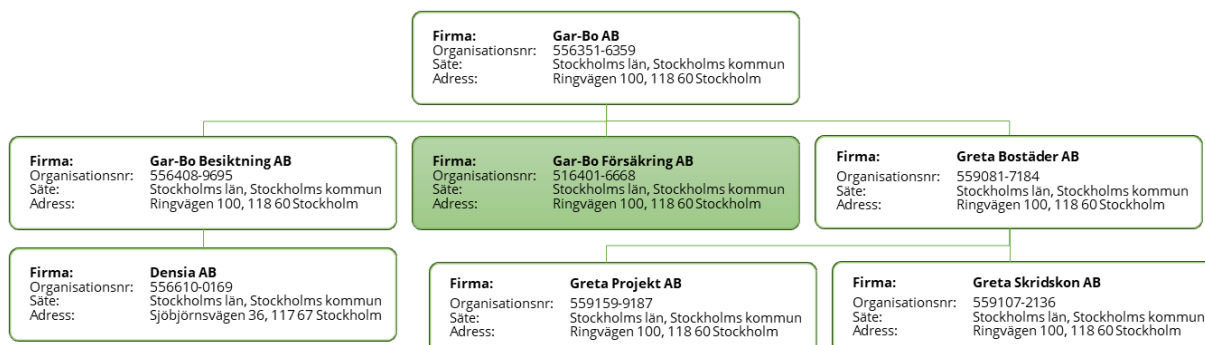 Firma: Gar-Bo AB
Organisationsnr: 556351-6359
Säte: Stockholms län, Stockholms kommun
Adress: Ringvägen 100, 118 60 Stockholm
Firma: Gar-Bo Besiktning AB
Organisationsnr: 556408-9695
Säte: Stockholms län, Stockholms kommun
Adress: Ringvägen 100, 118 60 Stockholm
Firma: Gar-Bo Försäkring AB
Organisationsnr: 516401-6668
Säte: Stockholms län, Stockholms kommun
Adress: Ringvägen 100, 118 60 Stockholm
Firma: Greta Bostäder AB
Organisationsnr: 559081-7184
Säte: Stockholms län, Stockholms kommun
Adress: Ringvägen 100, 118 60 Stockholm
Firma: Densia AB
Organisationsnr: 556610-0169
Säte: Stockholms län, Stockholms kommun
Adress: Sjöbjörnsvägen 36, 117 67 Stockholm
Firma: Greta Projekt AB
Organisationsnr: 559159-9187
Säte: Stockholms län, Stockholms kommun
Adress: Ringvägen 100, 118 60 Stockholm
Firma: Greta Skridskon AB
Organisationsnr: 559107-2136
Säte: Stockholms län, Stockholms kommun
Adress: Ringvägen 100, 118 60 Stockholm